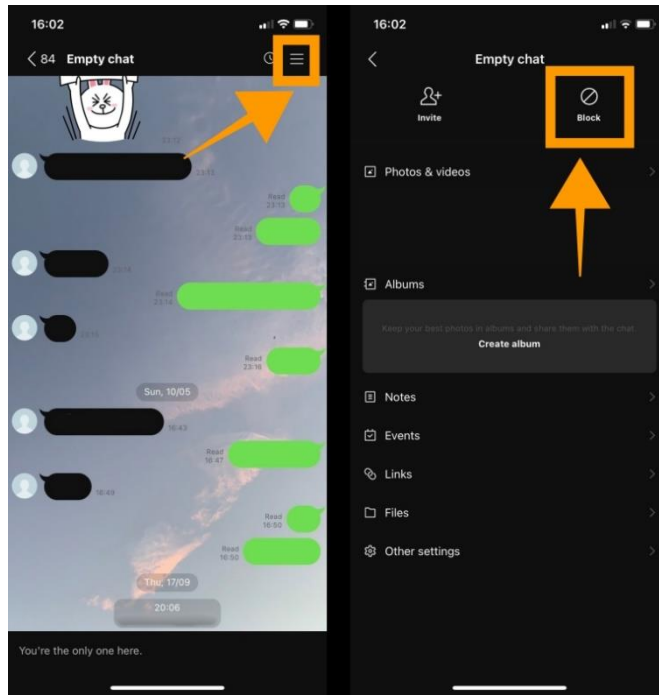 16:02
84 Empty chat
23:12
23:13
Read
23:13
Read
23:13
23:14
Read
23:14
23:15
Read
23:16
Sun, 10/05
16:43
Read
16:47
16:49
Read
16:50
Read
16:50
Thu, 17/09
20:06
You're the only one here.
16:02
Empty chat
Invite
Block
Photos & videos
Albums
Keep your best photos in albums and share them with the chat.
Create album
Notes
Events
Links
Files
Other settings